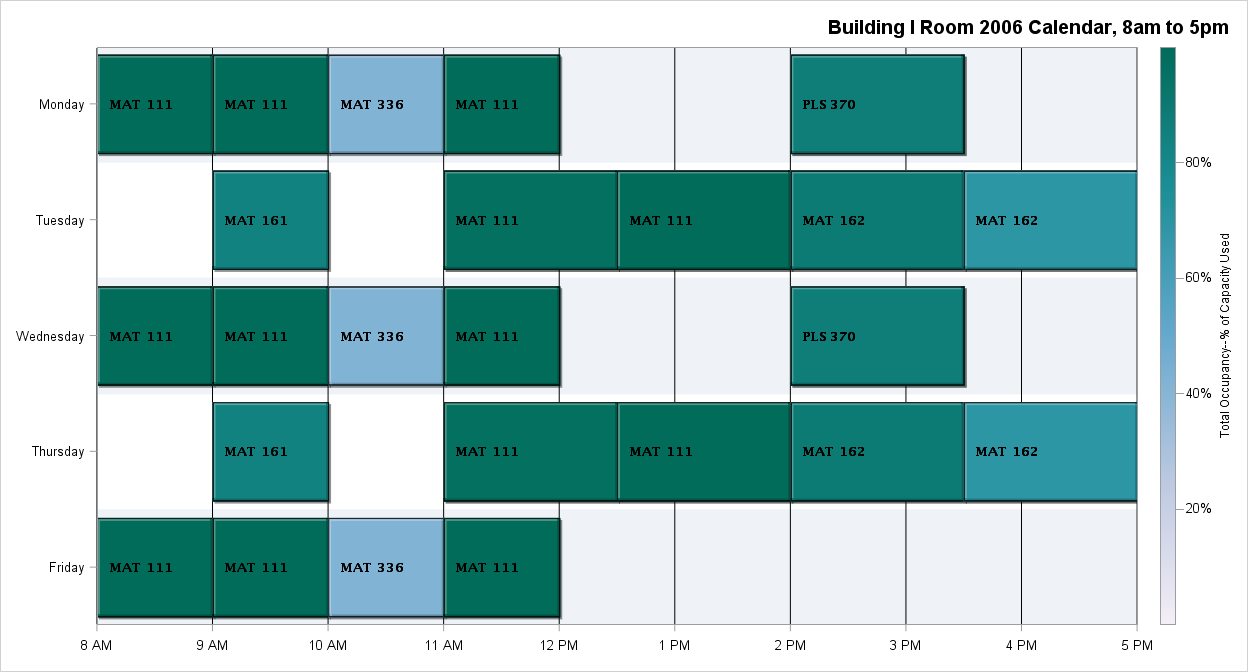 Building I Room 2006 Calendar, 8am to 5pm
Monday
MAT 111
MAT 111
MAT 336
MAT 111
PLS 370
Tuesday
MAT 161
MAT 111
MAT 111
MAT 162
MAT 162
Wednesday
MAT 111
MAT 111
MAT 336
MAT 111
PLS 370
Thursday
MAT 161
MAT 111
MAT 111
MAT 162
MAT 162
Friday
MAT 111
MAT 111
MAT 336
MAT 111
8 AM
9 AM
10 AM
11 AM
12 PM
1 PM
2 PM
3 PM
4 PM
5 PM
80%
60%
40%
20%
Total Occupancy--% of Capacity Used